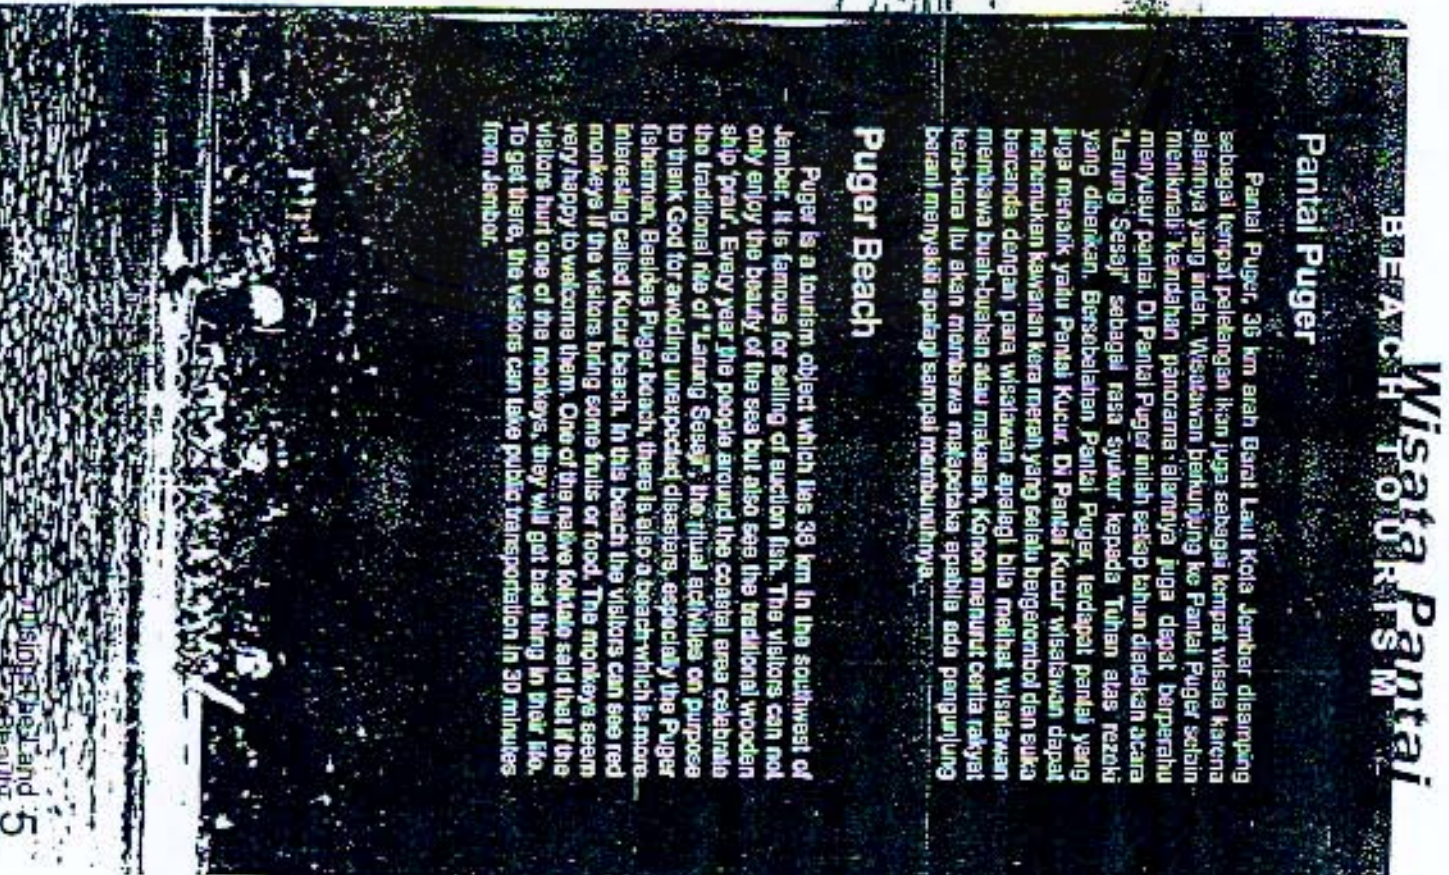 Wisata Pantai
BEACH TOURISM
Pantai Puger
Pantai Puger, 36 km arah Barat Laut Kota Jember disamping
sebagai tempat pelelangan ikan juga sebagai tempat wisata karena
alamnya yang indah. Wisatawan berkunjung ke Pantai Puger selain
menikmati keindahan panorama alamnya juga dapat berperahu
menyusur pantai. Di Pantai Puger inilah setiap tahun diadakan acara
"Larung Sesaji" sebagai rasa syukur kepada Tuhan atas rezeki
yang diberikan. Bersebelahan Pantai Puger, terdapat pantai yang
juga menarik yaitu Pantai Kucur. Di Pantai Kucur wisatawan dapat
menemukan kawanan kera merah yang selalu bergerombol dan suka
bercanda dengan para wisatawan apalagi bila melihat wisatawan
membawa buah-buahan atau makanan. Konon menurut cerita rakyat
kera-kera itu akan membawa malapetaka apabila ada pengunjung
berani menyakiti apalagi sampai membunuhnya.
Puger Beach
Puger is a tourism object which lies 36 km in the southwest of
Jember. It is famous for selling of auction fish. The visitors can not
only enjoy the beauty of the sea but also see the traditional wooden
ship 'prau'. Every year the people around the coastal area celebrate
the traditional rite of "Larung Sesaji", the ritual activities on purpose
to thank God for avoiding unexpected disasters, especially the Puger
fisherman. Besides Puger beach, there is also a beach which is more
interesting called Kucur beach. In this beach the visitors can see red
monkeys. If the visitors bring some fruits or food. The monkeys seem
very happy to welcome them. One of the native folktale said that if the
visitors hurt one of the monkeys, they will get bad thing in their life.
To get there, the visitors can take public transportation in 30 minutes
from Jember.
5